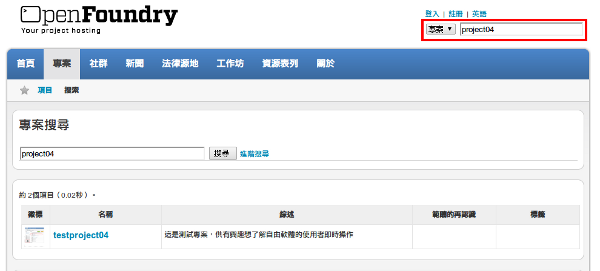 OpenFoundry
Your project hosting
登入 | 註冊 | 英語
專案 ▼ project04
首頁 專案 社群 新聞 法律源地 工作坊 資源表列 關於
項目 搜索
專案搜尋
project04 搜尋 進階搜尋
約 2個項目 ( 0.02秒 )。
徽標 名稱 綜述 範疇的再認識 標籤
testproject04 這是測試專案，供有興趣想了解自由軟體的使用者即時操作